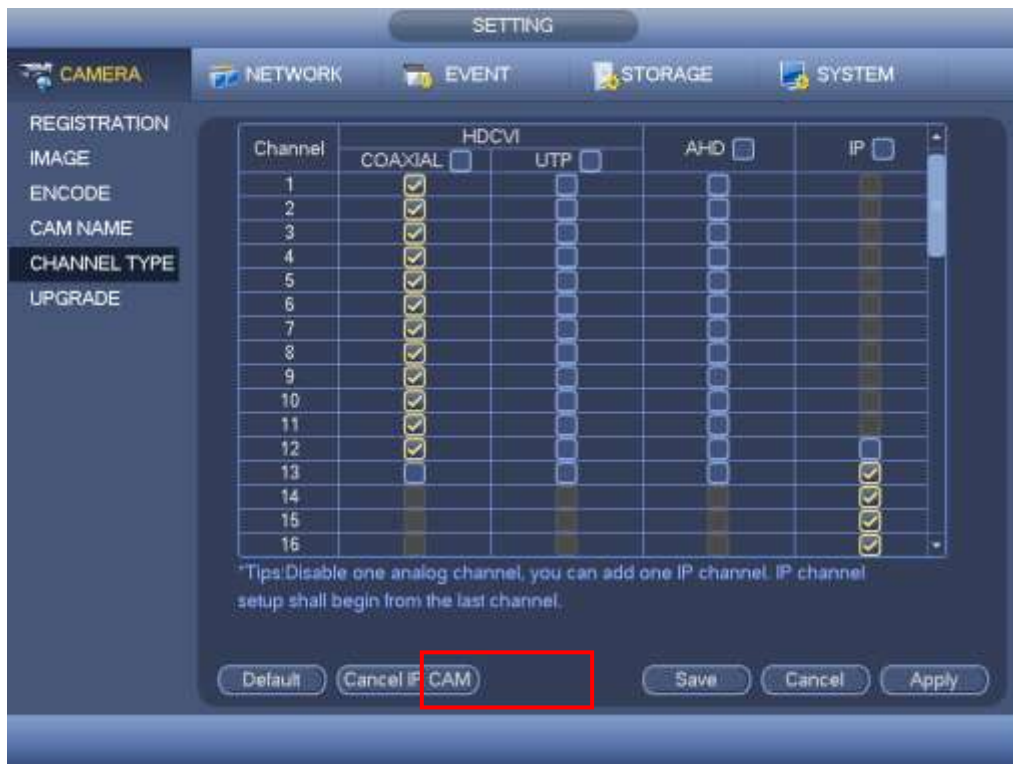 SETTING
CAMERA NETWORK EVENT STORAGE SYSTEM
REGISTRATION
IMAGE
ENCODE
CAM NAME
CHANNEL TYPE
UPGRADE
Channel HDCVI AHD IP
COAXIAL UTP
1
2
3
4
5
6
7
8
9
10
11
12
13
14
15
16
*Tips:Disable one analog channel, you can add one IP channel. IP channel
setup shall begin from the last channel.
Default Cancel IP CAM Save Cancel Apply